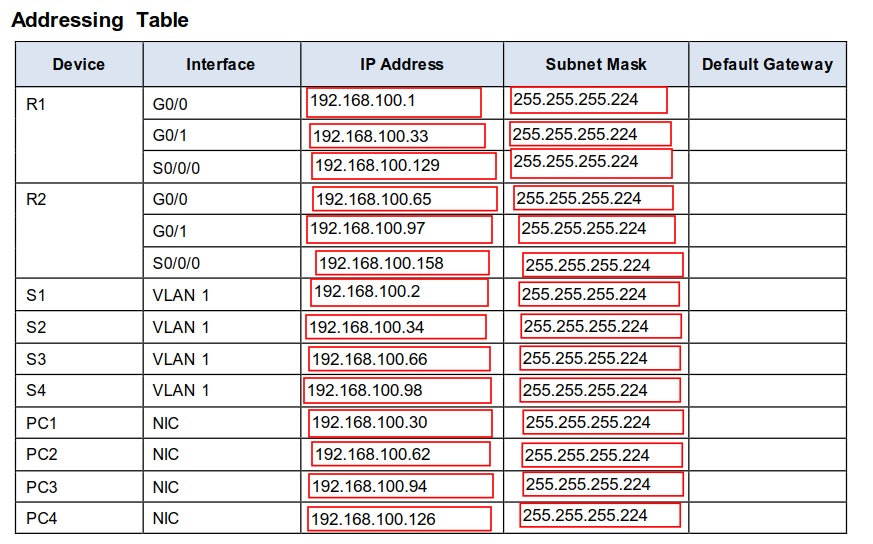 Addressing Table
Device Interface IP Address Subnet Mask Default Gateway
R1 G0/0 192.168.100.1 255.255.255.224
G0/1 192.168.100.33 255.255.255.224
S0/0/0 192.168.100.129 255.255.255.224
R2 G0/0 192.168.100.65 255.255.255.224
G0/1 192.168.100.97 255.255.255.224
S0/0/0 192.168.100.158 255.255.255.224
S1 VLAN 1 192.168.100.2 255.255.255.224
S2 VLAN 1 192.168.100.34 255.255.255.224
S3 VLAN 1 192.168.100.66 255.255.255.224
S4 VLAN 1 192.168.100.98 255.255.255.224
PC1 NIC 192.168.100.30 255.255.255.224
PC2 NIC 192.168.100.62 255.255.255.224
PC3 NIC 192.168.100.94 255.255.255.224
PC4 NIC 192.168.100.126 255.255.255.224